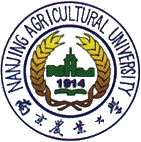 NANJING AGRICULTURAL UNIVERSITY
1914
南京農業大學